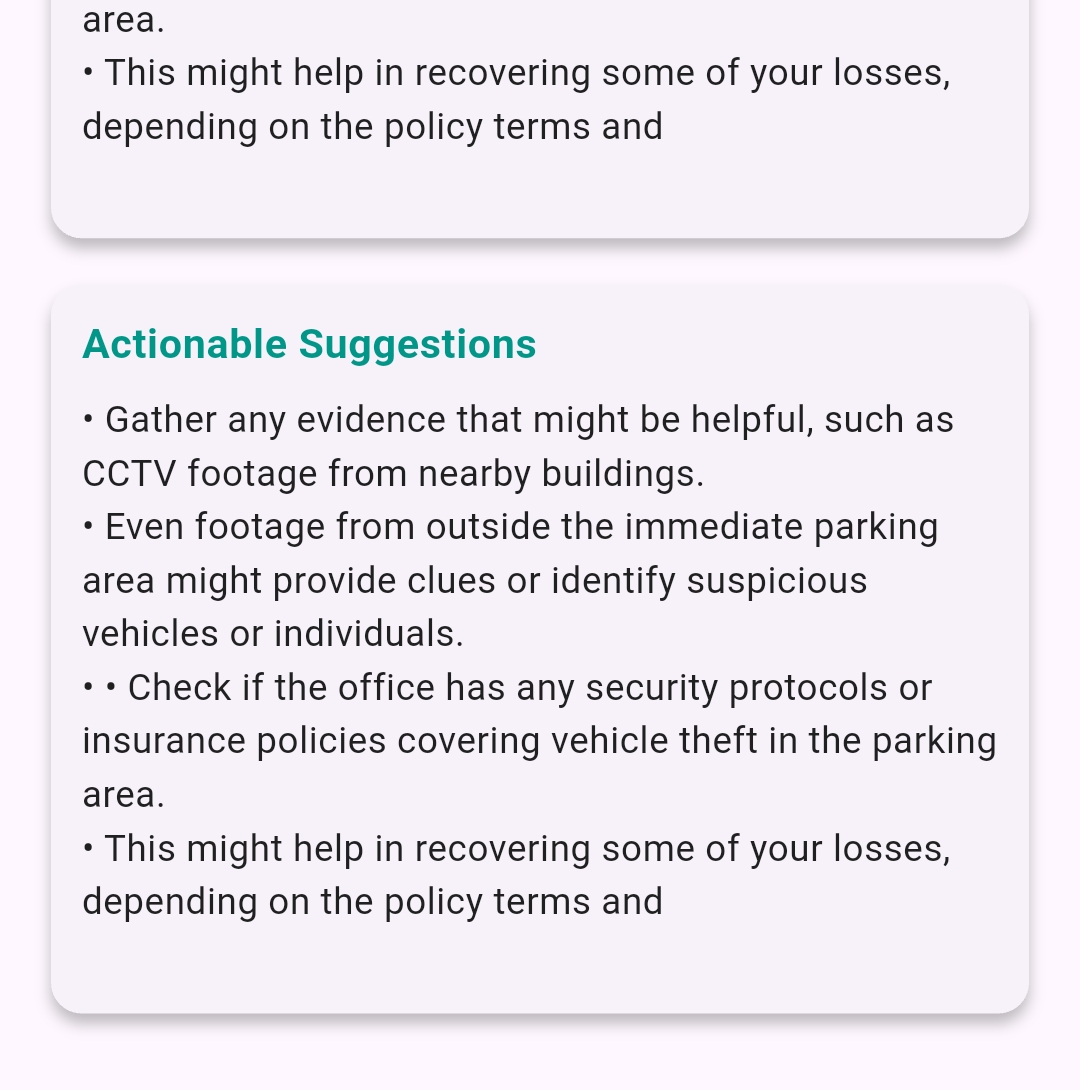 area.
• This might help in recovering some of your losses,
depending on the policy terms and
Actionable Suggestions
• Gather any evidence that might be helpful, such as
CCTV footage from nearby buildings.
• Even footage from outside the immediate parking
area might provide clues or identify suspicious
vehicles or individuals.
• • Check if the office has any security protocols or
insurance policies covering vehicle theft in the parking
area.
• This might help in recovering some of your losses,
depending on the policy terms and